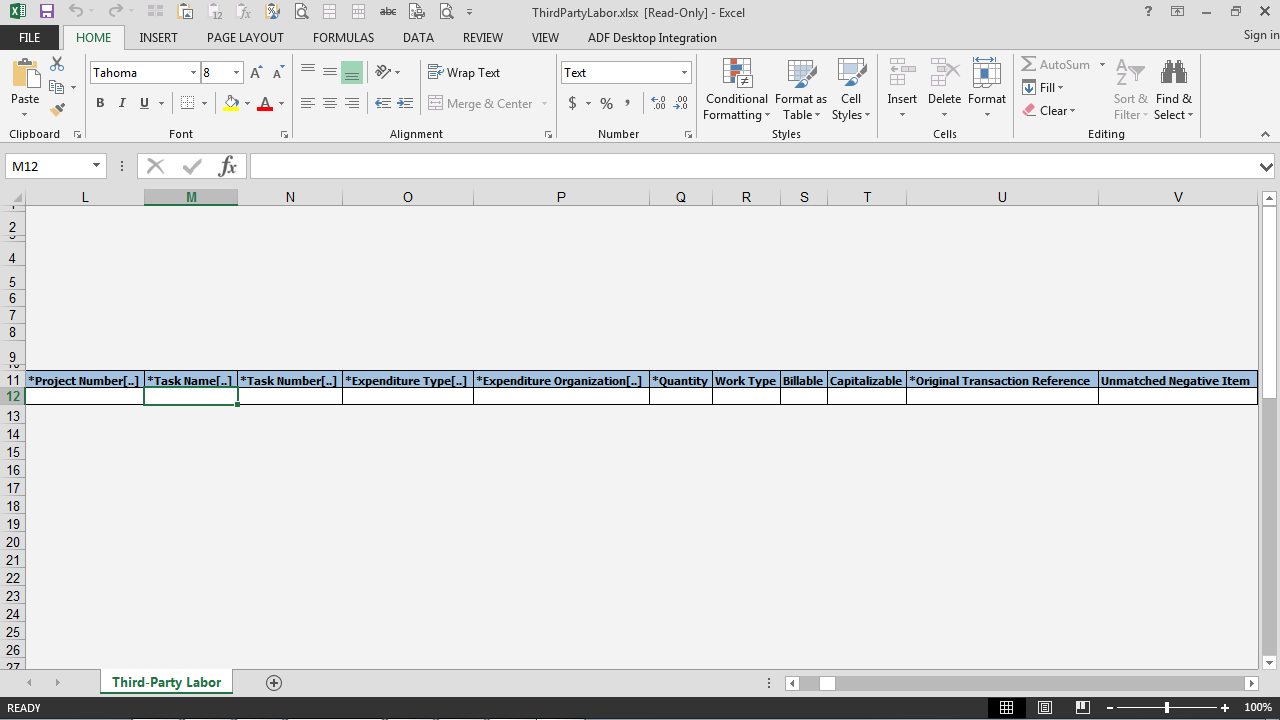 ThirdPartyLabor.xlsx [Read-Only] - Excel
FILE HOME INSERT PAGE LAYOUT FORMULAS DATA REVIEW VIEW ADF Desktop Integration Sign in
Tahoma 8 Wrap Text Text AutoSum
Paste B I U Merge & Center $ % , Conditional Formatting Format as Table Cell Styles Insert Delete Format Fill Clear Sort & Filter Find & Select
Clipboard Font Alignment Number Styles Cells Editing
M12 fx
L M N O P Q R S T U V
1
2
3
4
5
6
7
8
9
10
11 *Project Number[..] *Task Name[..] *Task Number[..] *Expenditure Type[..] *Expenditure Organization[..] *Quantity Work Type Billable Capitalizable *Original Transaction Reference Unmatched Negative Item
12
13
14
15
16
17
18
19
20
21
22
23
24
25
26
27
Third-Party Labor
READY 100%